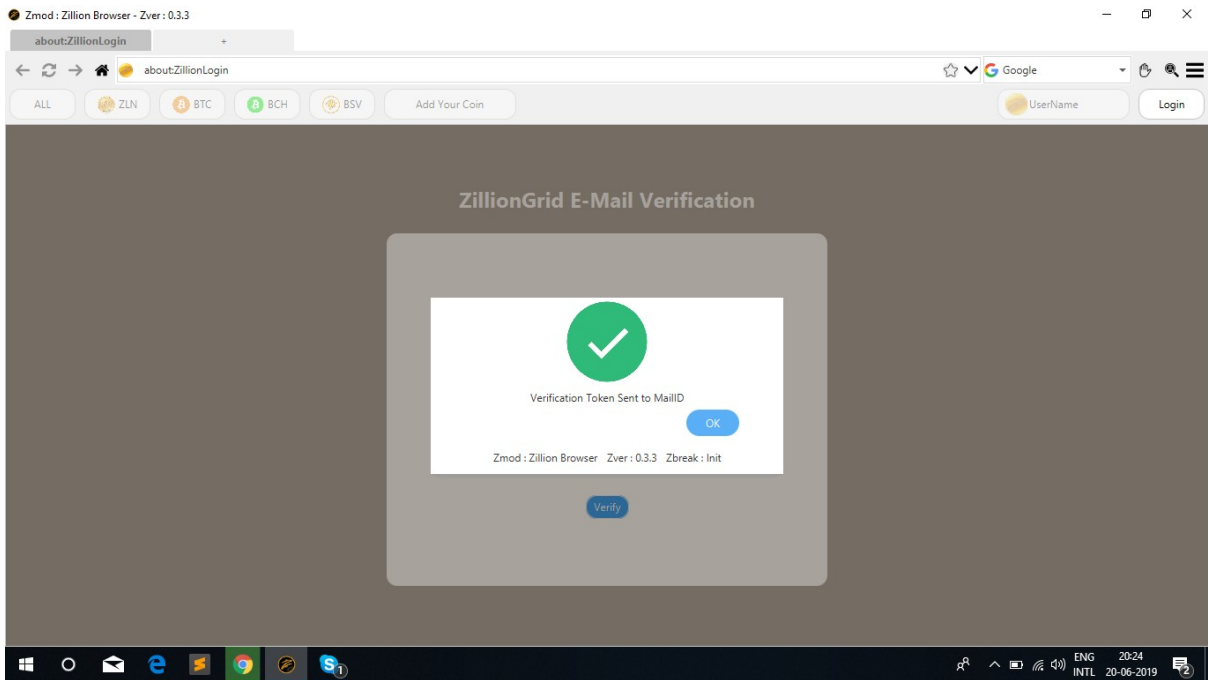 Zmod : Zillion Browser - Zver : 0.3.3
about:ZillionLogin +
about:ZillionLogin Google
ALL ZLN BTC BCH BSV Add Your Coin UserName Login
ZillionGrid E-Mail Verification
Verification Token Sent to MailID
OK
Zmod : Zillion Browser Zver : 0.3.3 Zbreak : Init
Verify
ENG 20:24
INTL 20-06-2019 2